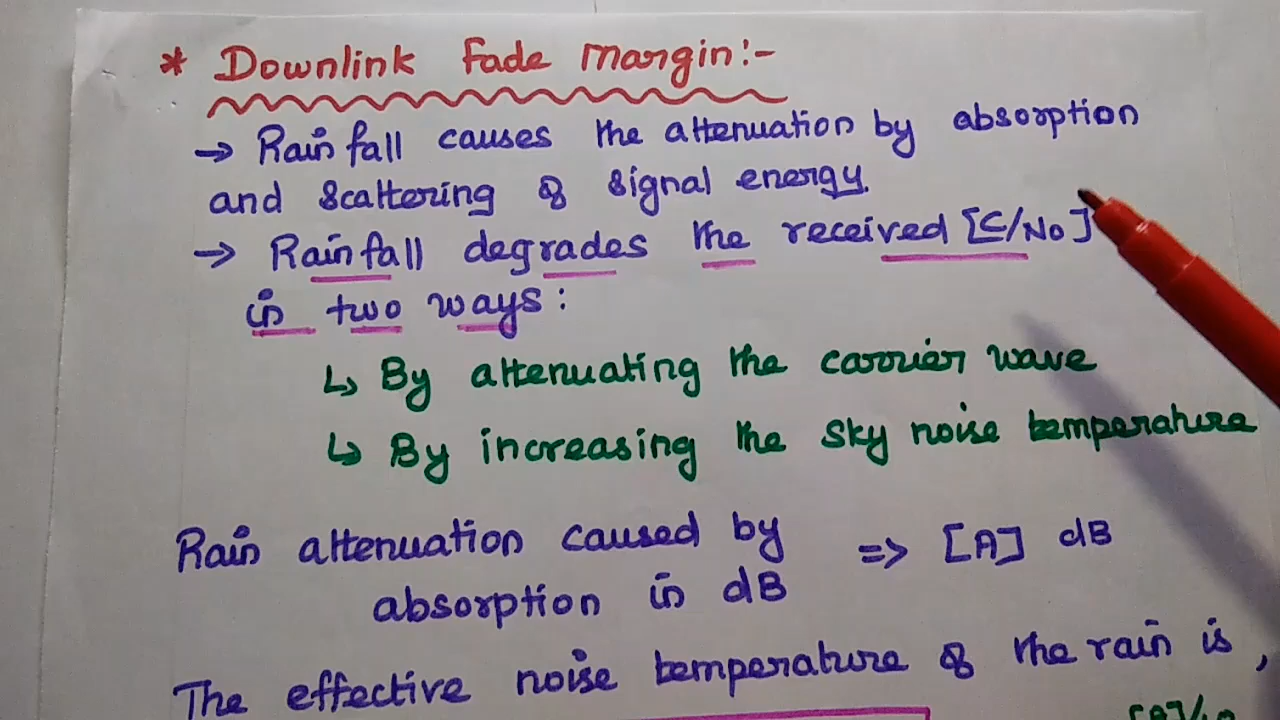 * Downlink Fade Margin:-
→ Rainfall causes the attenuation by absorption
and scattering of signal energy.
→ Rainfall degrades the received [C/No]
in two ways:
↳ By attenuating the carrier wave
↳ By increasing the sky noise temperature
Rain attenuation caused by
absorption in dB => [A] dB
The effective noise temperature of the rain is,